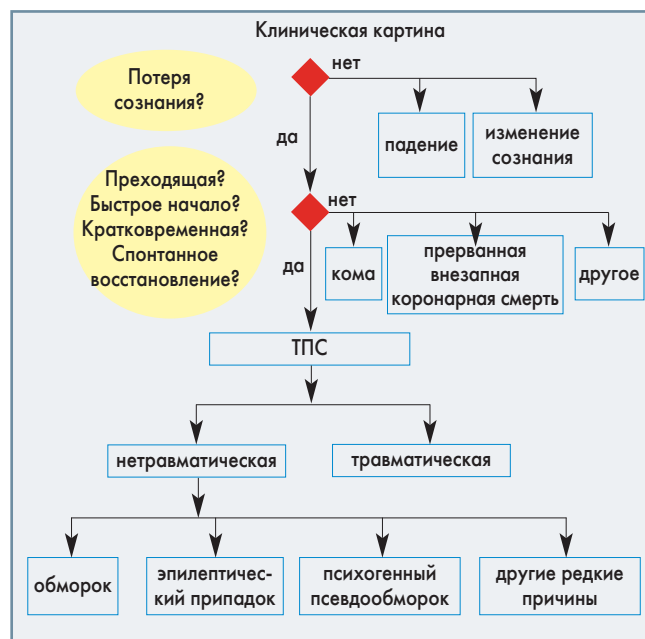 Клиническая картина
Потеря
сознания?
нет
да
падение
изменение
сознания
Преходящая?
Быстрое начало?
Кратковременная?
Спонтанное
восстановление?
нет
да
кома
прерванная
внезапная
коронарная смерть
другое
ТПС
нетравматическая
травматическая
обморок
эпилептичес-
кий припадок
психогенный
псевдообморок
другие редкие
причины